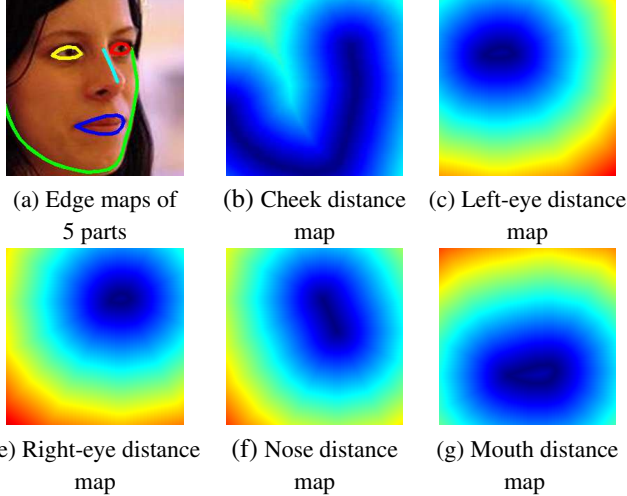 (a) Edge maps of
5 parts
(b) Cheek distance
map
(c) Left-eye distance
map
e) Right-eye distance
map
(f) Nose distance
map
(g) Mouth distance
map